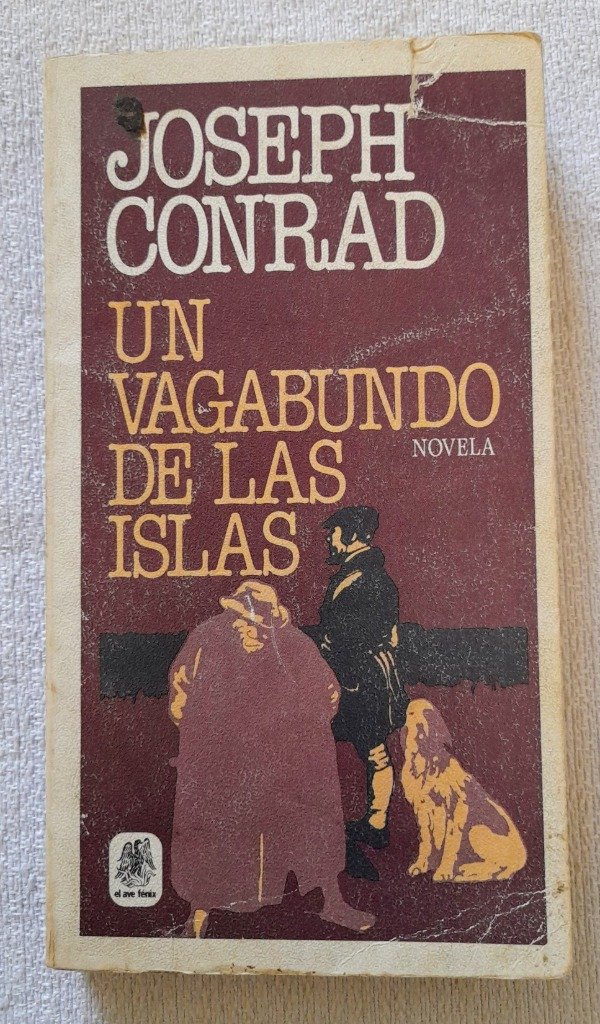 JOSEPH
CONRAD
UN
VAGABUNDO
DE LAS
NOVELA
ISLAS
el ave fénix